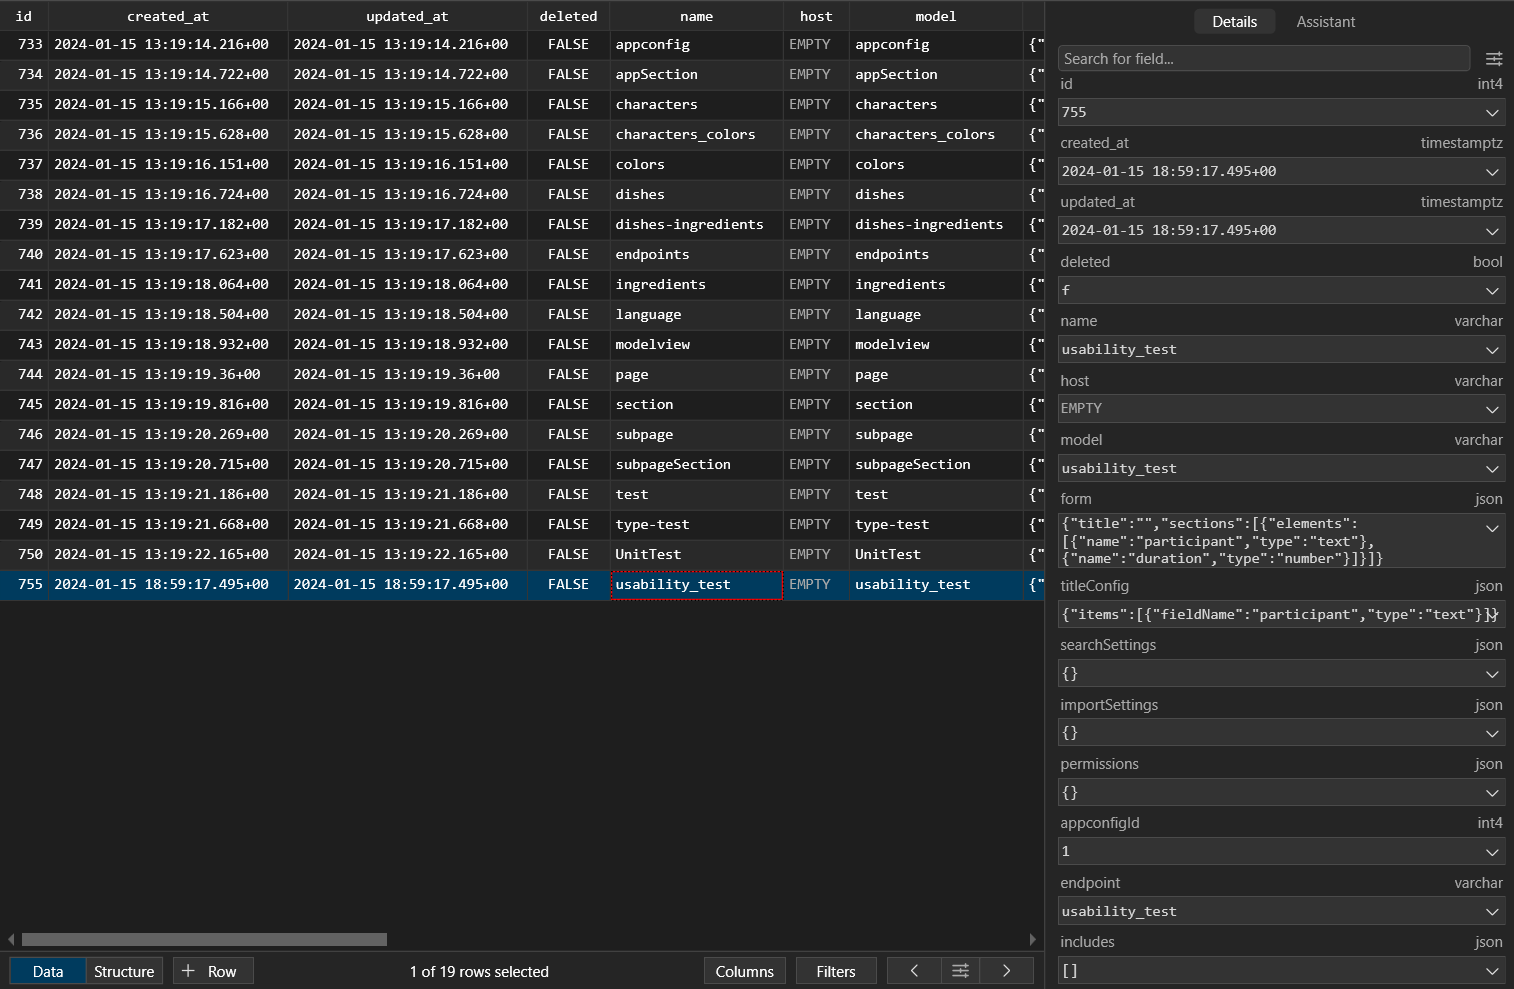 id created_at updated_at deleted name host model
733 2024-01-15 13:19:14.216+00 2024-01-15 13:19:14.216+00 FALSE appconfig EMPTY appconfig {"
734 2024-01-15 13:19:14.722+00 2024-01-15 13:19:14.722+00 FALSE appSection EMPTY appSection {"
735 2024-01-15 13:19:15.166+00 2024-01-15 13:19:15.166+00 FALSE characters EMPTY characters {"
736 2024-01-15 13:19:15.628+00 2024-01-15 13:19:15.628+00 FALSE characters_colors EMPTY characters_colors {"
737 2024-01-15 13:19:16.151+00 2024-01-15 13:19:16.151+00 FALSE colors EMPTY colors {"
738 2024-01-15 13:19:16.724+00 2024-01-15 13:19:16.724+00 FALSE dishes EMPTY dishes {"
739 2024-01-15 13:19:17.182+00 2024-01-15 13:19:17.182+00 FALSE dishes-ingredients EMPTY dishes-ingredients {"
740 2024-01-15 13:19:17.623+00 2024-01-15 13:19:17.623+00 FALSE endpoints EMPTY endpoints {"
741 2024-01-15 13:19:18.064+00 2024-01-15 13:19:18.064+00 FALSE ingredients EMPTY ingredients {"
742 2024-01-15 13:19:18.504+00 2024-01-15 13:19:18.504+00 FALSE language EMPTY language {"
743 2024-01-15 13:19:18.932+00 2024-01-15 13:19:18.932+00 FALSE modelview EMPTY modelview {"
744 2024-01-15 13:19:19.36+00 2024-01-15 13:19:19.36+00 FALSE page EMPTY page {"
745 2024-01-15 13:19:19.816+00 2024-01-15 13:19:19.816+00 FALSE section EMPTY section {"
746 2024-01-15 13:19:20.269+00 2024-01-15 13:19:20.269+00 FALSE subpage EMPTY subpage {"
747 2024-01-15 13:19:20.715+00 2024-01-15 13:19:20.715+00 FALSE subpageSection EMPTY subpageSection {"
748 2024-01-15 13:19:21.186+00 2024-01-15 13:19:21.186+00 FALSE test EMPTY test {"
749 2024-01-15 13:19:21.668+00 2024-01-15 13:19:21.668+00 FALSE type-test EMPTY type-test {"
750 2024-01-15 13:19:22.165+00 2024-01-15 13:19:22.165+00 FALSE UnitTest EMPTY UnitTest {"
755 2024-01-15 18:59:17.495+00 2024-01-15 18:59:17.495+00 FALSE usability_test EMPTY usability_test {"
Data Structure + Row 1 of 19 rows selected Columns Filters
Details Assistant
Search for field...
id int4
755
created_at timestamptz
2024-01-15 18:59:17.495+00
updated_at timestamptz
2024-01-15 18:59:17.495+00
deleted bool
f
name varchar
usability_test
host varchar
EMPTY
model varchar
usability_test
form json
{"title":"","sections":[{"elements":
[{"name":"participant","type":"text"},
{"name":"duration","type":"number"}]}]}
titleConfig json
{"items":[{"fieldName":"participant","type":"text"}]}
searchSettings json
{}
importSettings json
{}
permissions json
{}
appconfigId int4
1
endpoint varchar
usability_test
includes json
[]